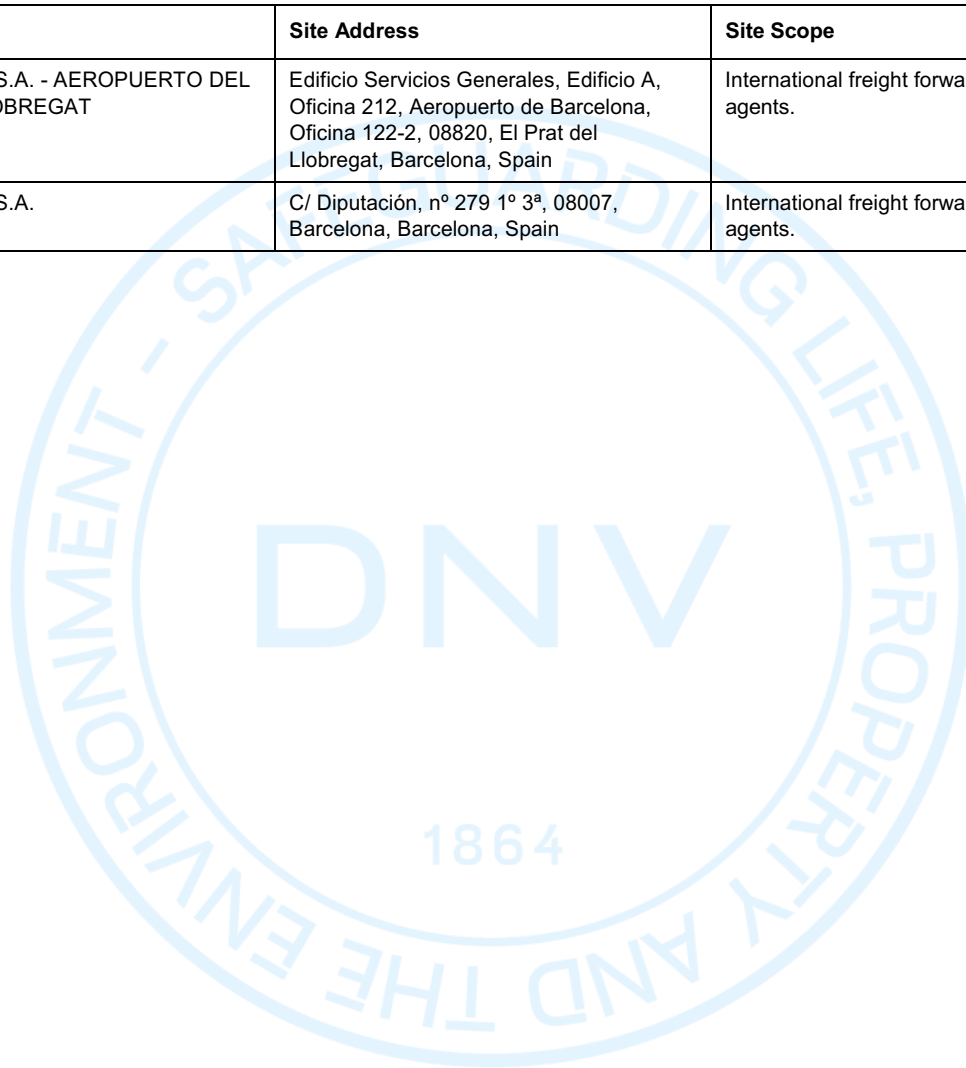 Site Address
Site Scope
S.A. - AEROPUERTO DEL
OBREGAT
Edificio Servicios Generales, Edificio A,
Oficina 212, Aeropuerto de Barcelona,
Oficina 122-2, 08820, El Prat del
Llobregat, Barcelona, Spain
International freight forwa
agents.
S.A.
C/ Diputación, nº 279 1º 3ª, 08007,
Barcelona, Barcelona, Spain
International freight forwa
agents.
SAFEGUARDING LIFE, PROPERTY AND THE ENVIRONMENT -
DNV
1864